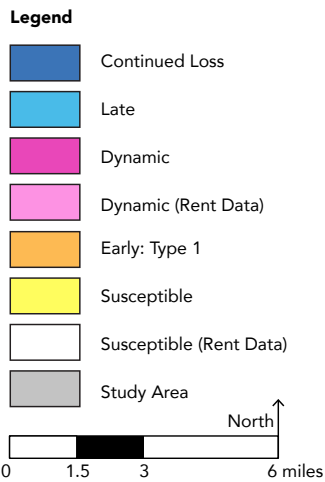 Legend
Continued Loss
Late
Dynamic
Dynamic (Rent Data)
Early: Type 1
Susceptible
Susceptible (Rent Data)
Study Area
North
0 1.5 3 6 miles